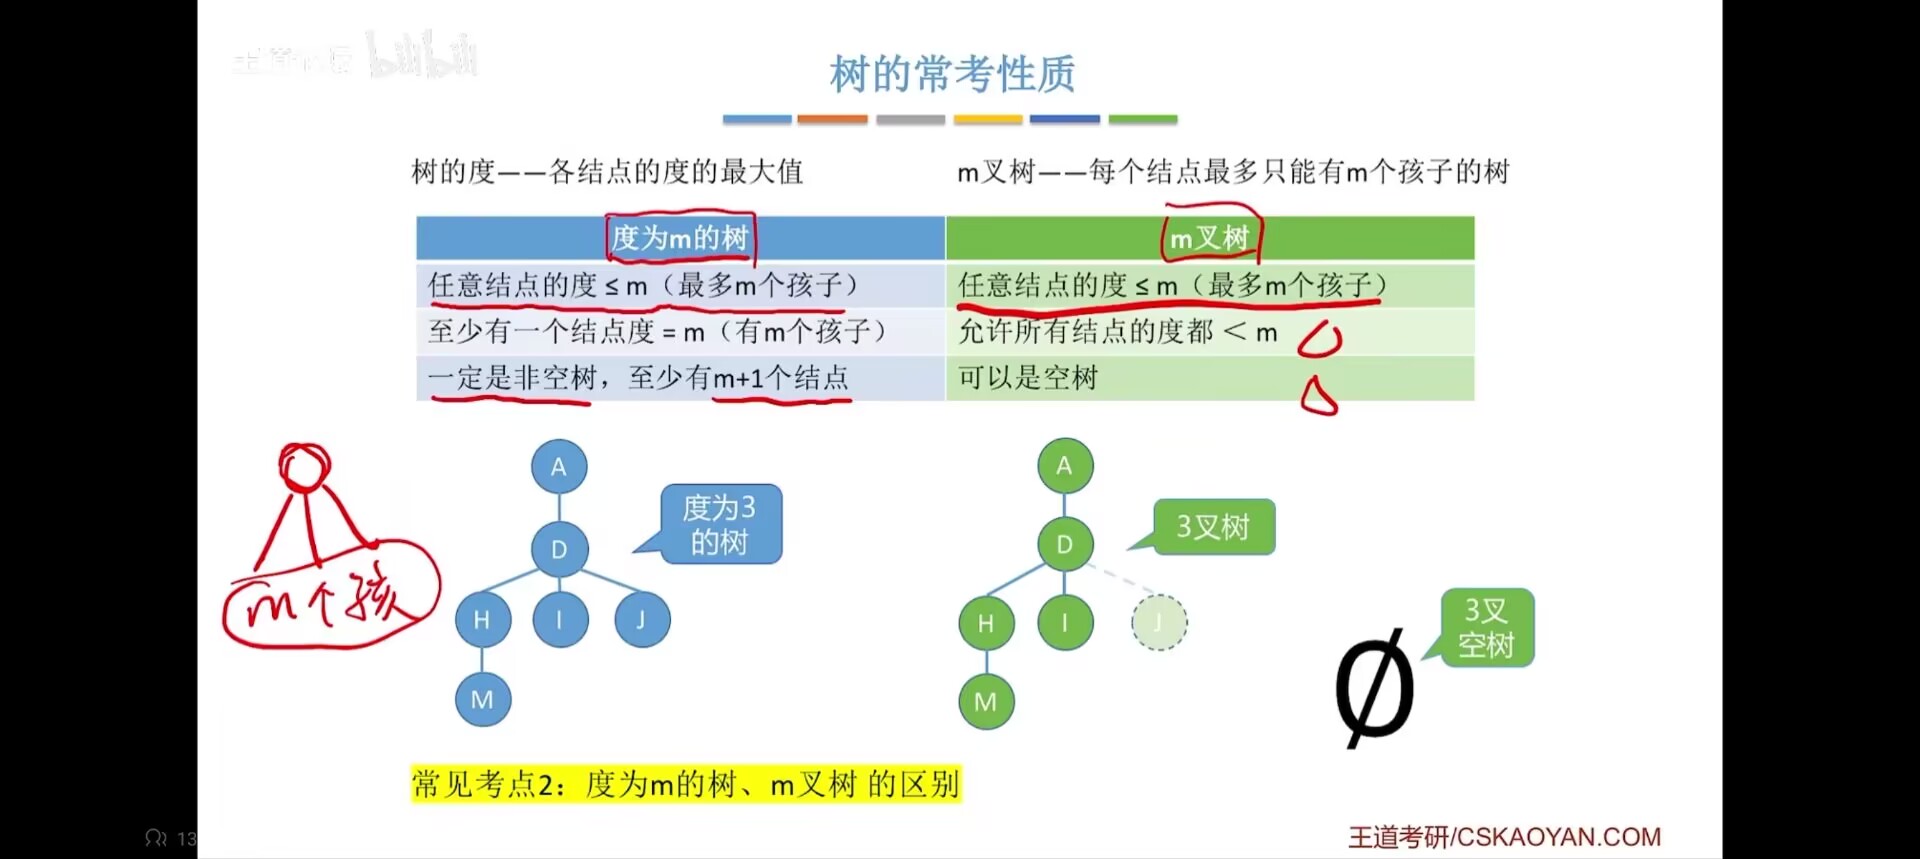 bilibili
树的常考性质
树的度——各结点的度的最大值
m叉树——每个结点最多只能有m个孩子的树
度为m的树
m叉树
任意结点的度 ≤ m（最多m个孩子）
任意结点的度 ≤ m（最多m个孩子）
至少有一个结点度 = m（有m个孩子）
允许所有结点的度都 < m
一定是非空树，至少有m+1个结点
可以是空树
A
D
H
I
J
M
度为3
的树
m个孩
A
D
H
I
J
M
3叉树
Ø
3叉
空树
常见考点2：度为m的树、m叉树 的区别
王道考研/CSKAOYAN.COM
13